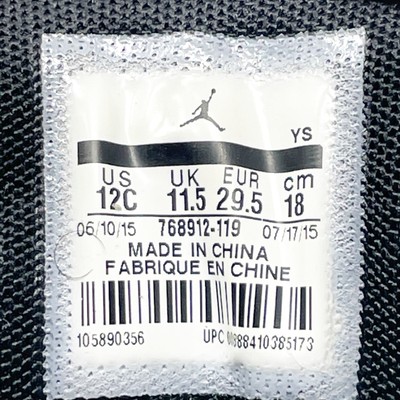 YS
US UK EUR cm
12C 11.5 29.5 18
06/10/15 768912-119 07/17/15
MADE IN CHINA
FABRIQUE EN CHINE
105890356 UPC 00888410385173